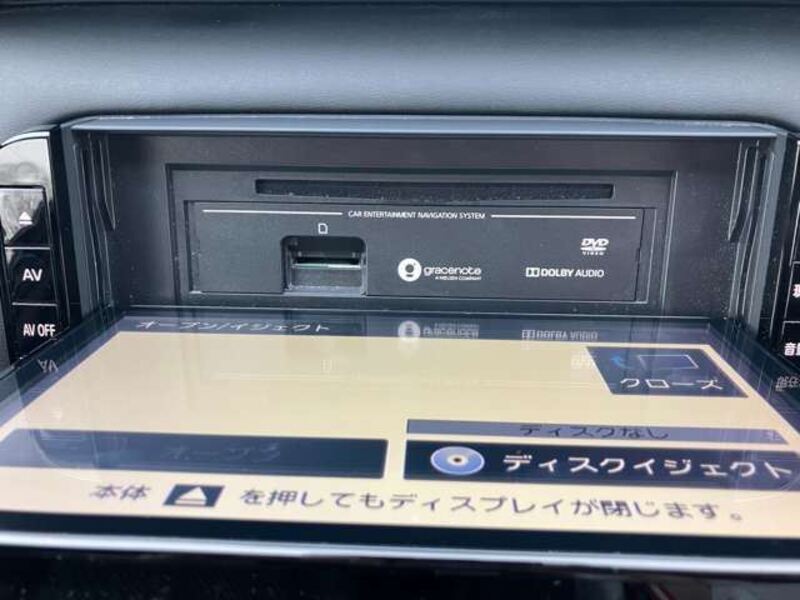 CAR ENTERTAINMENT NAVIGATION SYSTEM
gracenote
A NIELSEN COMPANY
DVD
VIDEO
DOLBY AUDIO
AV
AV OFF
オープン/イジェクト
クローズ
ディスクなし
ディスクイジェクト
本体
を押してもディスプレイが閉じます。